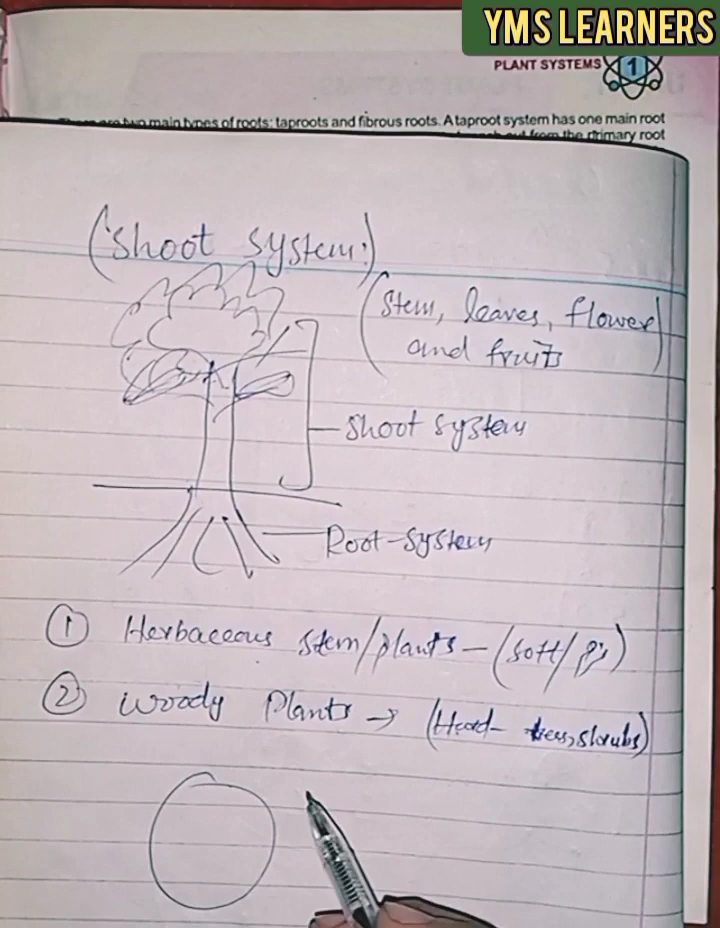 YMS LEARNERS
PLANT SYSTEMS 1
main types of roots: taproots and fibrous roots. A taproot system has one main root
from the primary root
(Shoot system:)
(Stem, leaves, flower
and fruits)
Shoot system
Root-system
1 Herbaceous stem/plants - (soft/
2 woody Plants → (Hard- trees, shrubs)